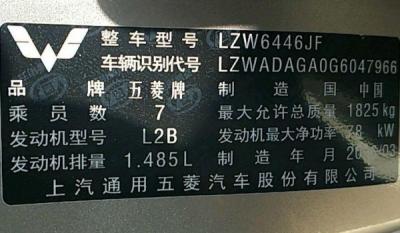 整车型号 LZW6446JF
车辆识别代号 LZWADAGA0G6047966
品牌 五菱牌 制造国 中国
乘员数 7 最大允许总质量 1825 kg
发动机型号 L2B 发动机最大净功率 78 kW
发动机排量 1.485L 制造年月
上汽通用五菱汽车股份有限公司